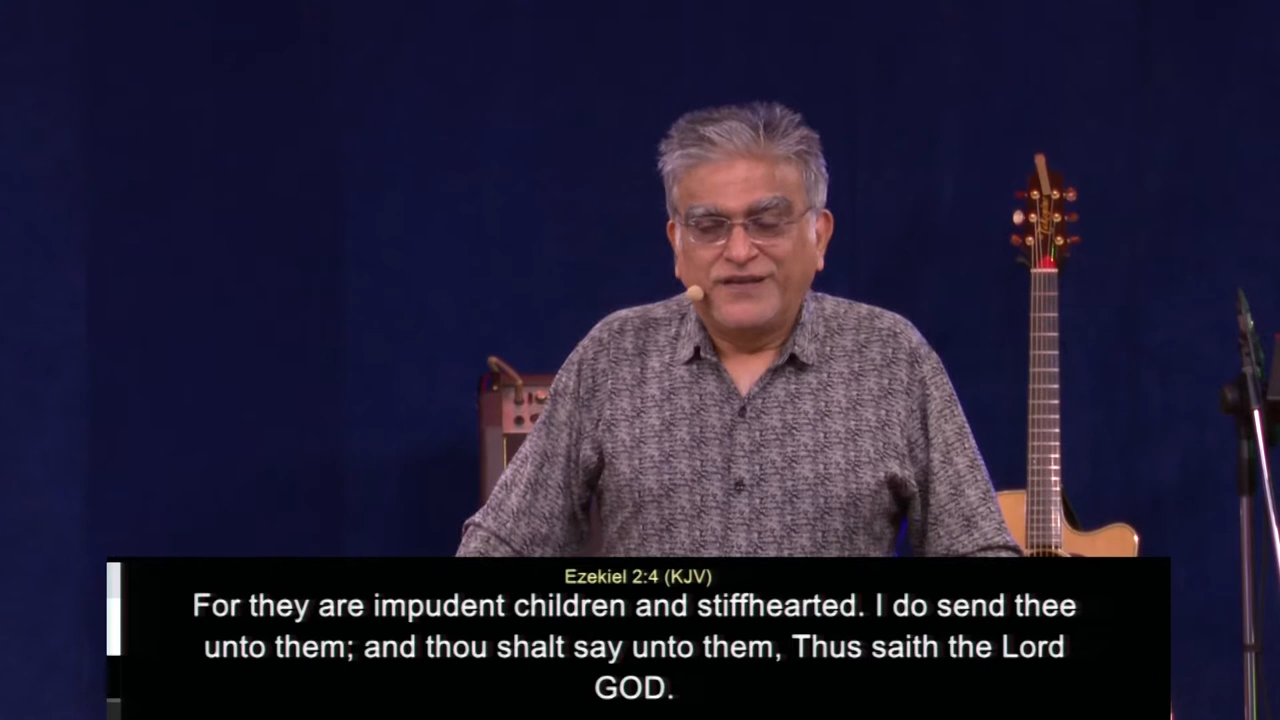 Ezekiel 2:4 (KJV)
For they are impudent children and stiffhearted. I do send thee
unto them; and thou shalt say unto them, Thus saith the Lord
GOD.